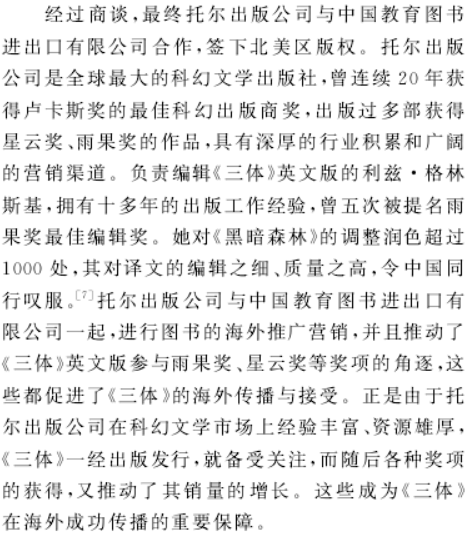 经过商谈,最终托尔出版公司与中国教育图书
进出口有限公司合作,签下北美区版权。托尔出版
公司是全球最大的科幻文学出版社,曾连续 20 年获
得卢卡斯奖的最佳科幻出版商奖,出版过多部获得
星云奖、雨果奖的作品,具有深厚的行业积累和广阔
的营销渠道。负责编辑《三体》英文版的利兹·格林
斯基,拥有十多年的出版工作经验,曾五次被提名雨
果奖最佳编辑奖。她对《黑暗森林》的调整润色超过
1000 处,其对译文的编辑之细、质量之高,令中国同
行叹服。[7]托尔出版公司与中国教育图书进出口有
限公司一起,进行图书的海外推广营销,并且推动了
《三体》英文版参与雨果奖、星云奖等奖项的角逐,这
些都促进了《三体》的海外传播与接受。正是由于托
尔出版公司在科幻文学市场上经验丰富、资源雄厚,
《三体》一经出版发行,就备受关注,而随后各种奖项
的获得,又推动了其销量的增长。这些成为《三体》
在海外成功传播的重要保障。